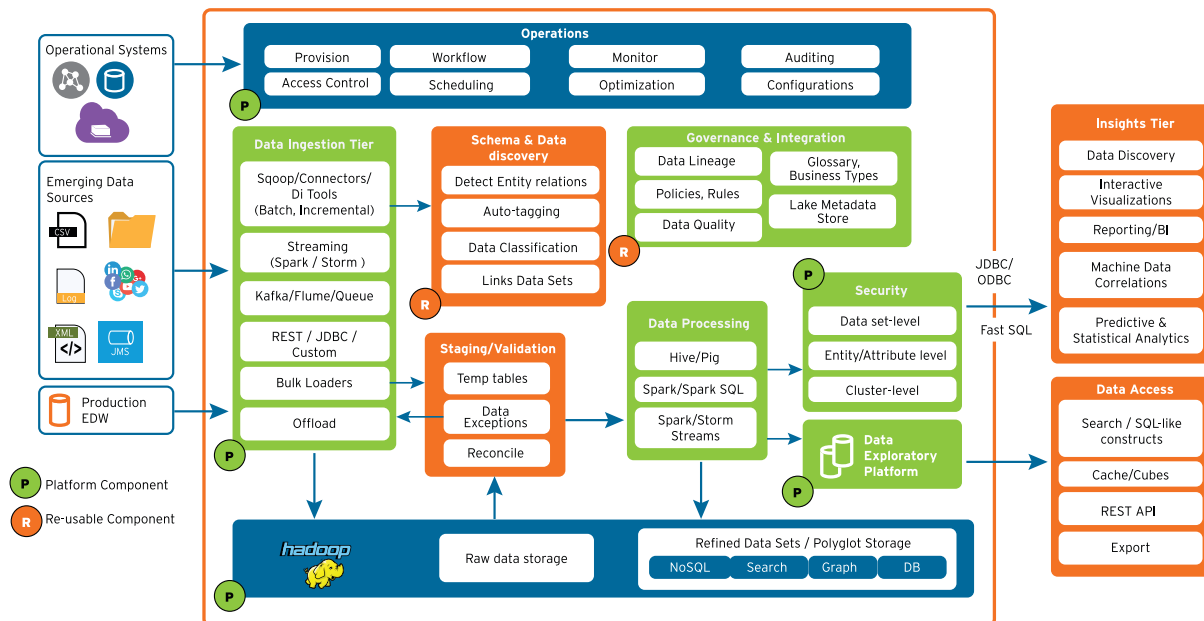 Operational Systems
Emerging Data
Sources
CSV
Log
in
f
S
G+
XML
</>
JMS
Production
EDW
P
Platform Component
R
Re-usable Component
Operations
Provision
Workflow
Monitor
Auditing
Access Control
Scheduling
Optimization
Configurations
P
Data Ingestion Tier
Sqoop/Connectors/
Di Tools
(Batch, Incremental)
Streaming
(Spark / Storm )
Kafka/Flume/Queue
REST / JDBC /
Custom
Bulk Loaders
Offload
P
Schema & Data
discovery
Detect Entity relations
Auto-tagging
Data Classification
Links Data Sets
R
Staging/Validation
Temp tables
Data
Exceptions
Reconcile
Governance & Integration
Data Lineage
Policies, Rules
Data Quality
Glossary,
Business Types
Lake Metadata
Store
R
Data Processing
Hive/Pig
Spark/Spark SQL
Spark/Storm
Streams
P
Security
Data set-level
Entity/Attribute level
Cluster-level
Data
Exploratory
Platform
P
JDBC/
ODBC
Fast SQL
hadoop
Raw data storage
Refined Data Sets / Polyglot Storage
NoSQL
Search
Graph
DB
P
Insights Tier
Data Discovery
Interactive
Visualizations
Reporting/BI
Machine Data
Correlations
Predictive &
Statistical Analytics
Data Access
Search / SQL-like
constructs
Cache/Cubes
REST API
Export